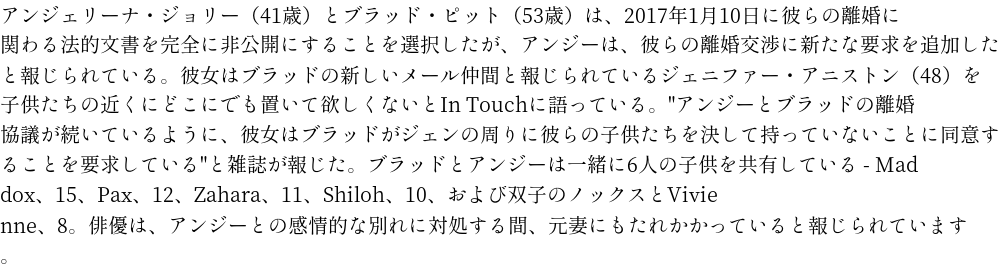 アンジェリーナ・ジョリー（41歳）とブラッド・ピット（53歳）は、2017年1月10日に彼らの離婚に
関わる法的文書を完全に非公開にすることを選択したが、アンジーは、彼らの離婚交渉に新たな要求を追加した
と報じられている。彼女はブラッドの新しいメール仲間と報じられているジェニファー・アニストン（48）を
子供たちの近くにどこにでも置いて欲しくないとIn Touchに語っている。"アンジーとブラッドの離婚
協議が続いているように、彼女はブラッドがジェンの周りに彼らの子供たちを決して持っていないことに同意す
ることを要求している"と雑誌が報じた。ブラッドとアンジーは一緒に6人の子供を共有している - Mad
dox、15、Pax、12、Zahara、11、Shiloh、10、および双子のノックスとVivie
nne、8。俳優は、アンジーとの感情的な別れに対処する間、元妻にもたれかかっていると報じられています
。